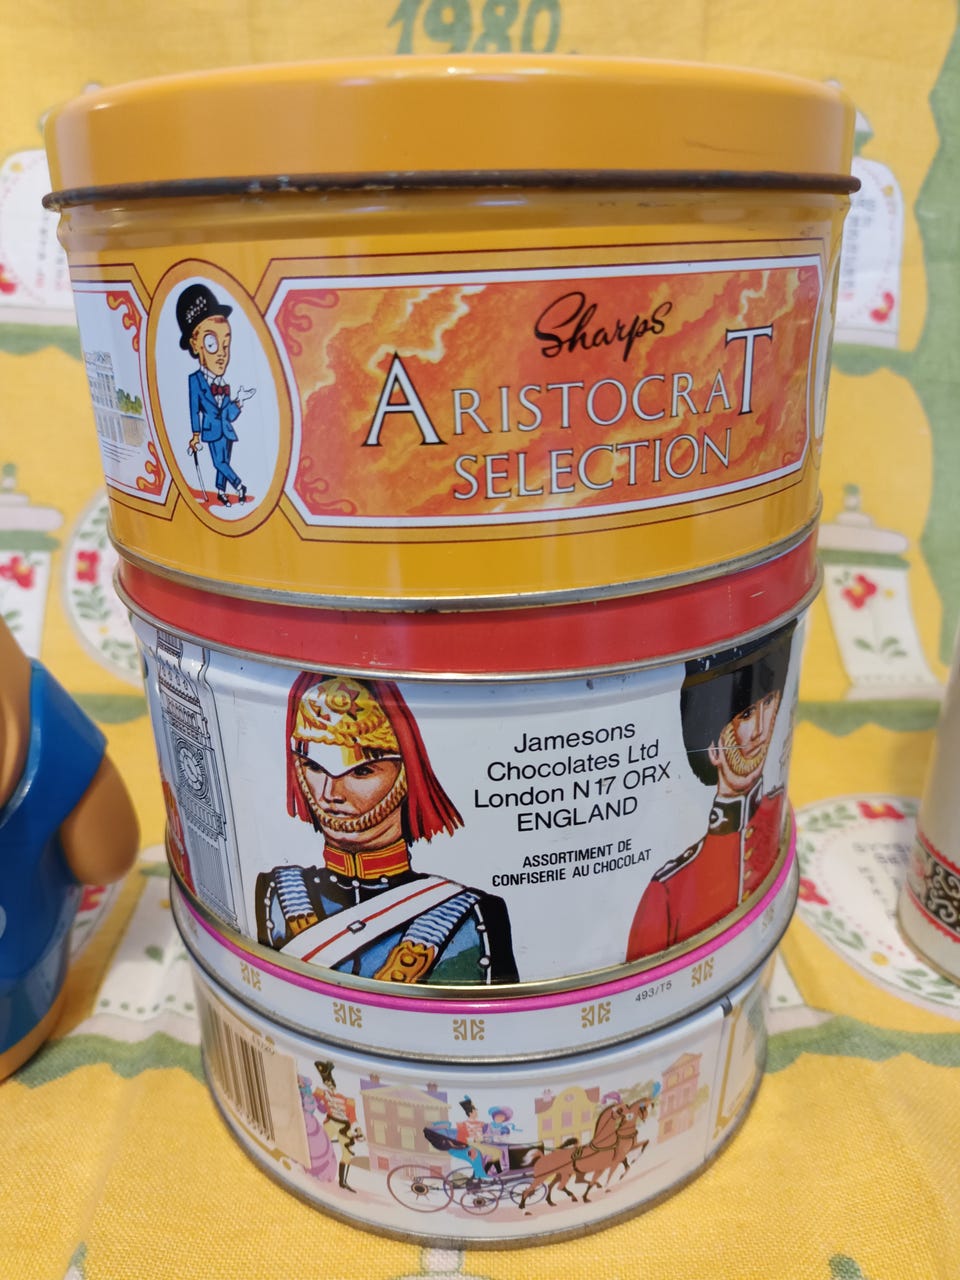 1980.
Sharps
ARISTOCRAT
SELECTION
Jamesons
Chocolates Ltd
London N17 ORX
ENGLAND
ASSORTIMENT DE
CONFISERIE AU CHOCOLAT
493/T5